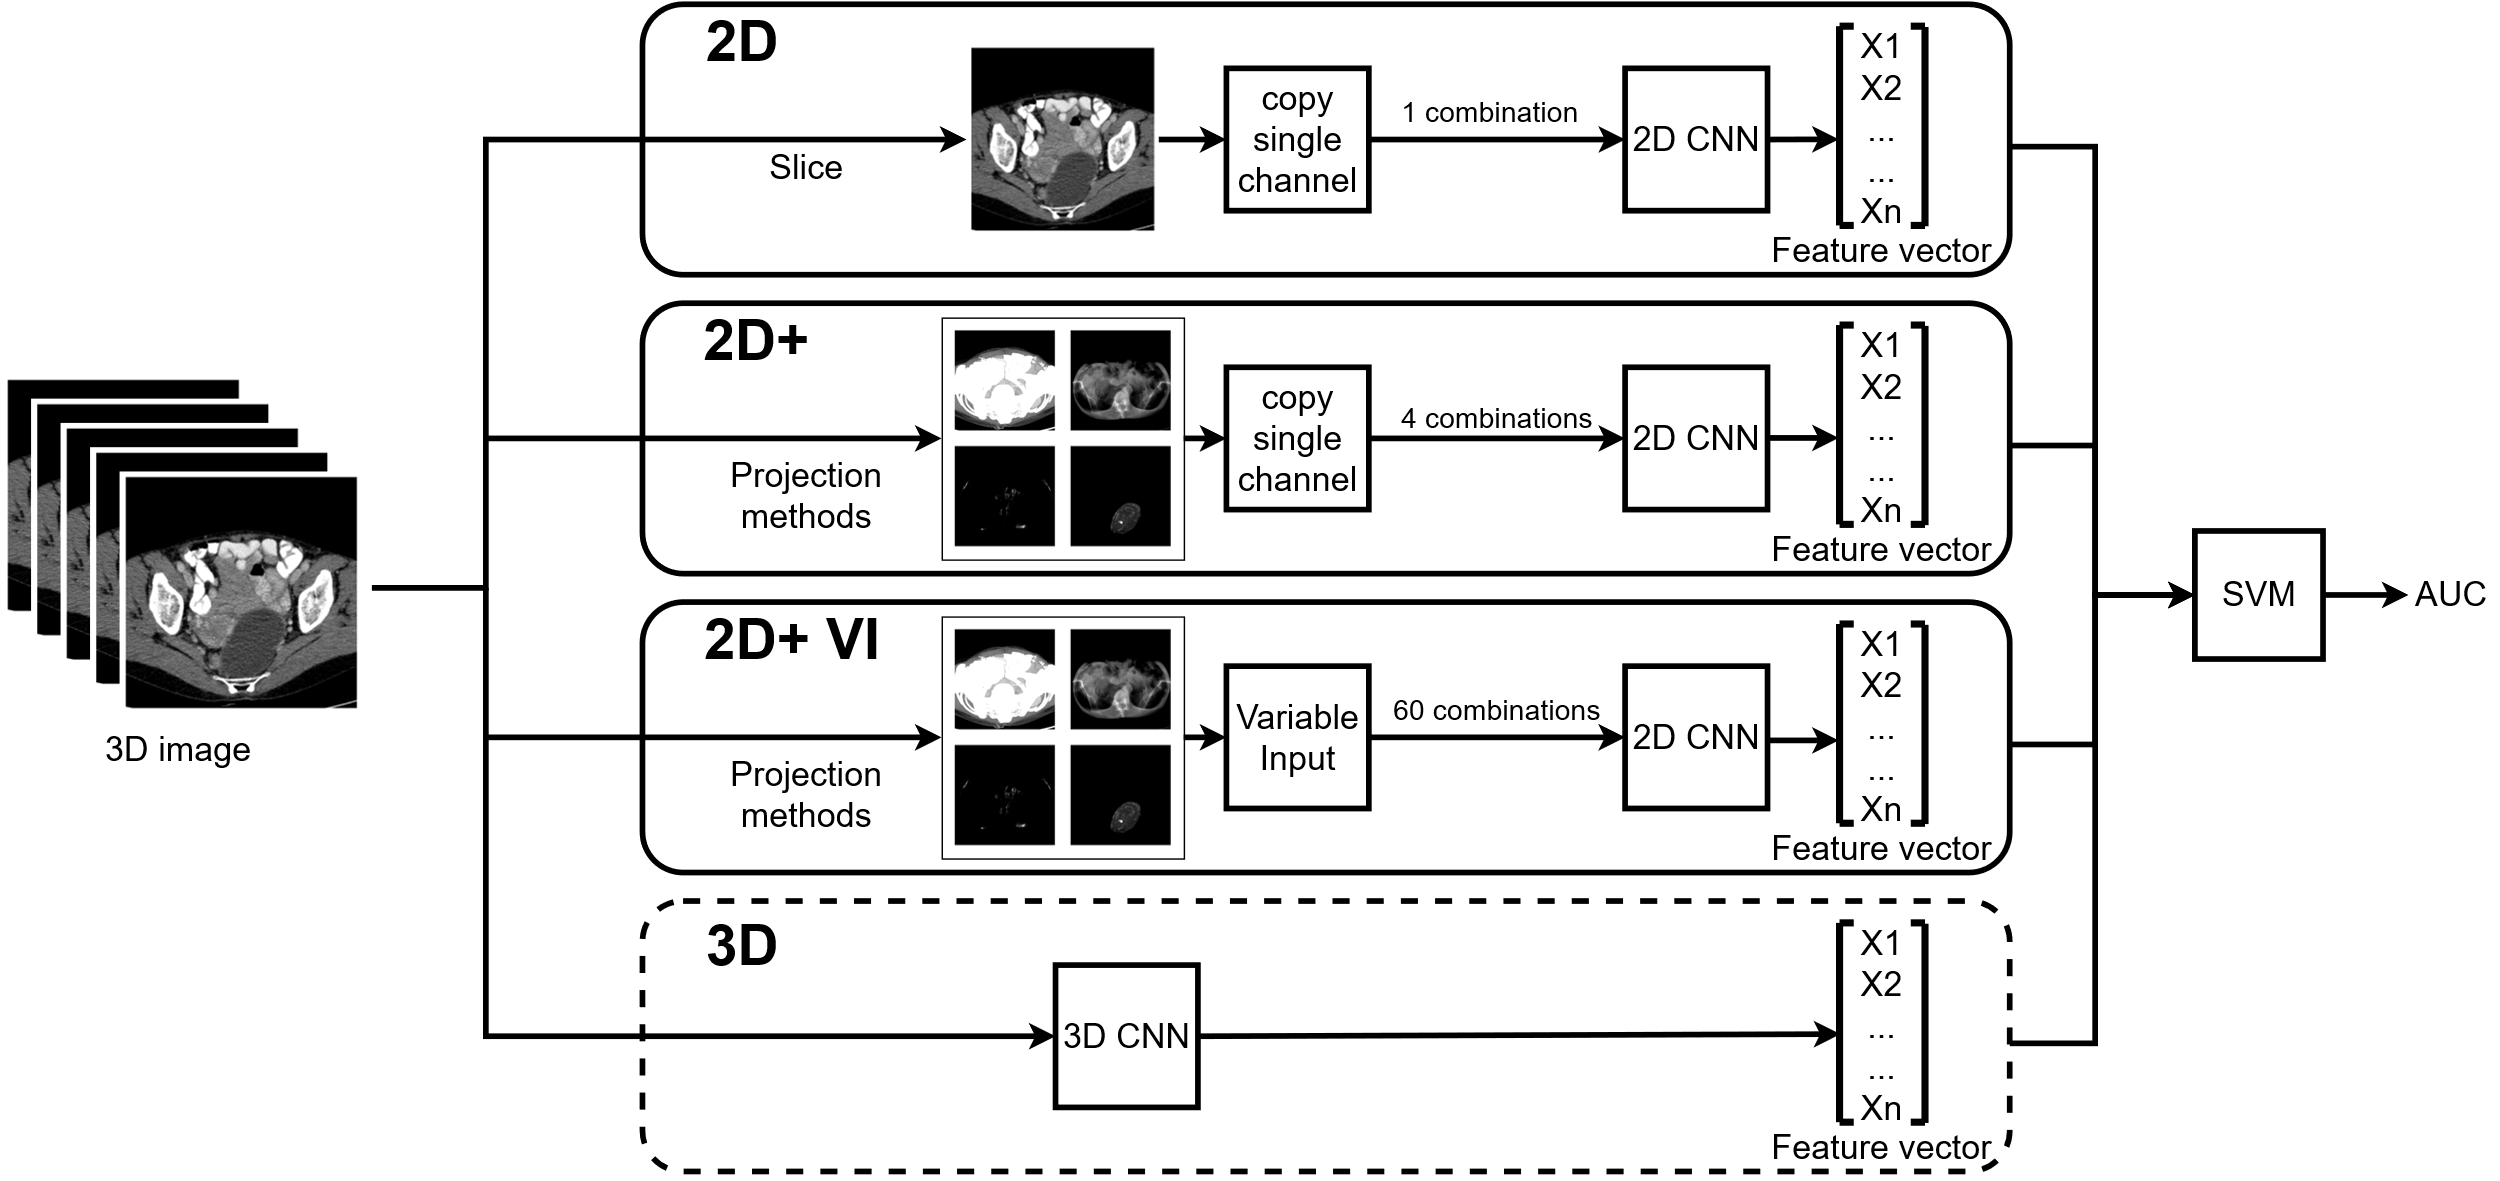 2D
Slice
copy
single
channel
1 combination
2D CNN
X1
X2
...
...
Xn
Feature vector
2D+
Projection
methods
copy
single
channel
4 combinations
2D CNN
X1
X2
...
...
Xn
Feature vector
3D image
2D+ VI
Projection
methods
Variable
Input
60 combinations
2D CNN
X1
X2
...
...
Xn
Feature vector
3D
3D CNN
X1
X2
...
...
Xn
Feature vector
SVM
AUC